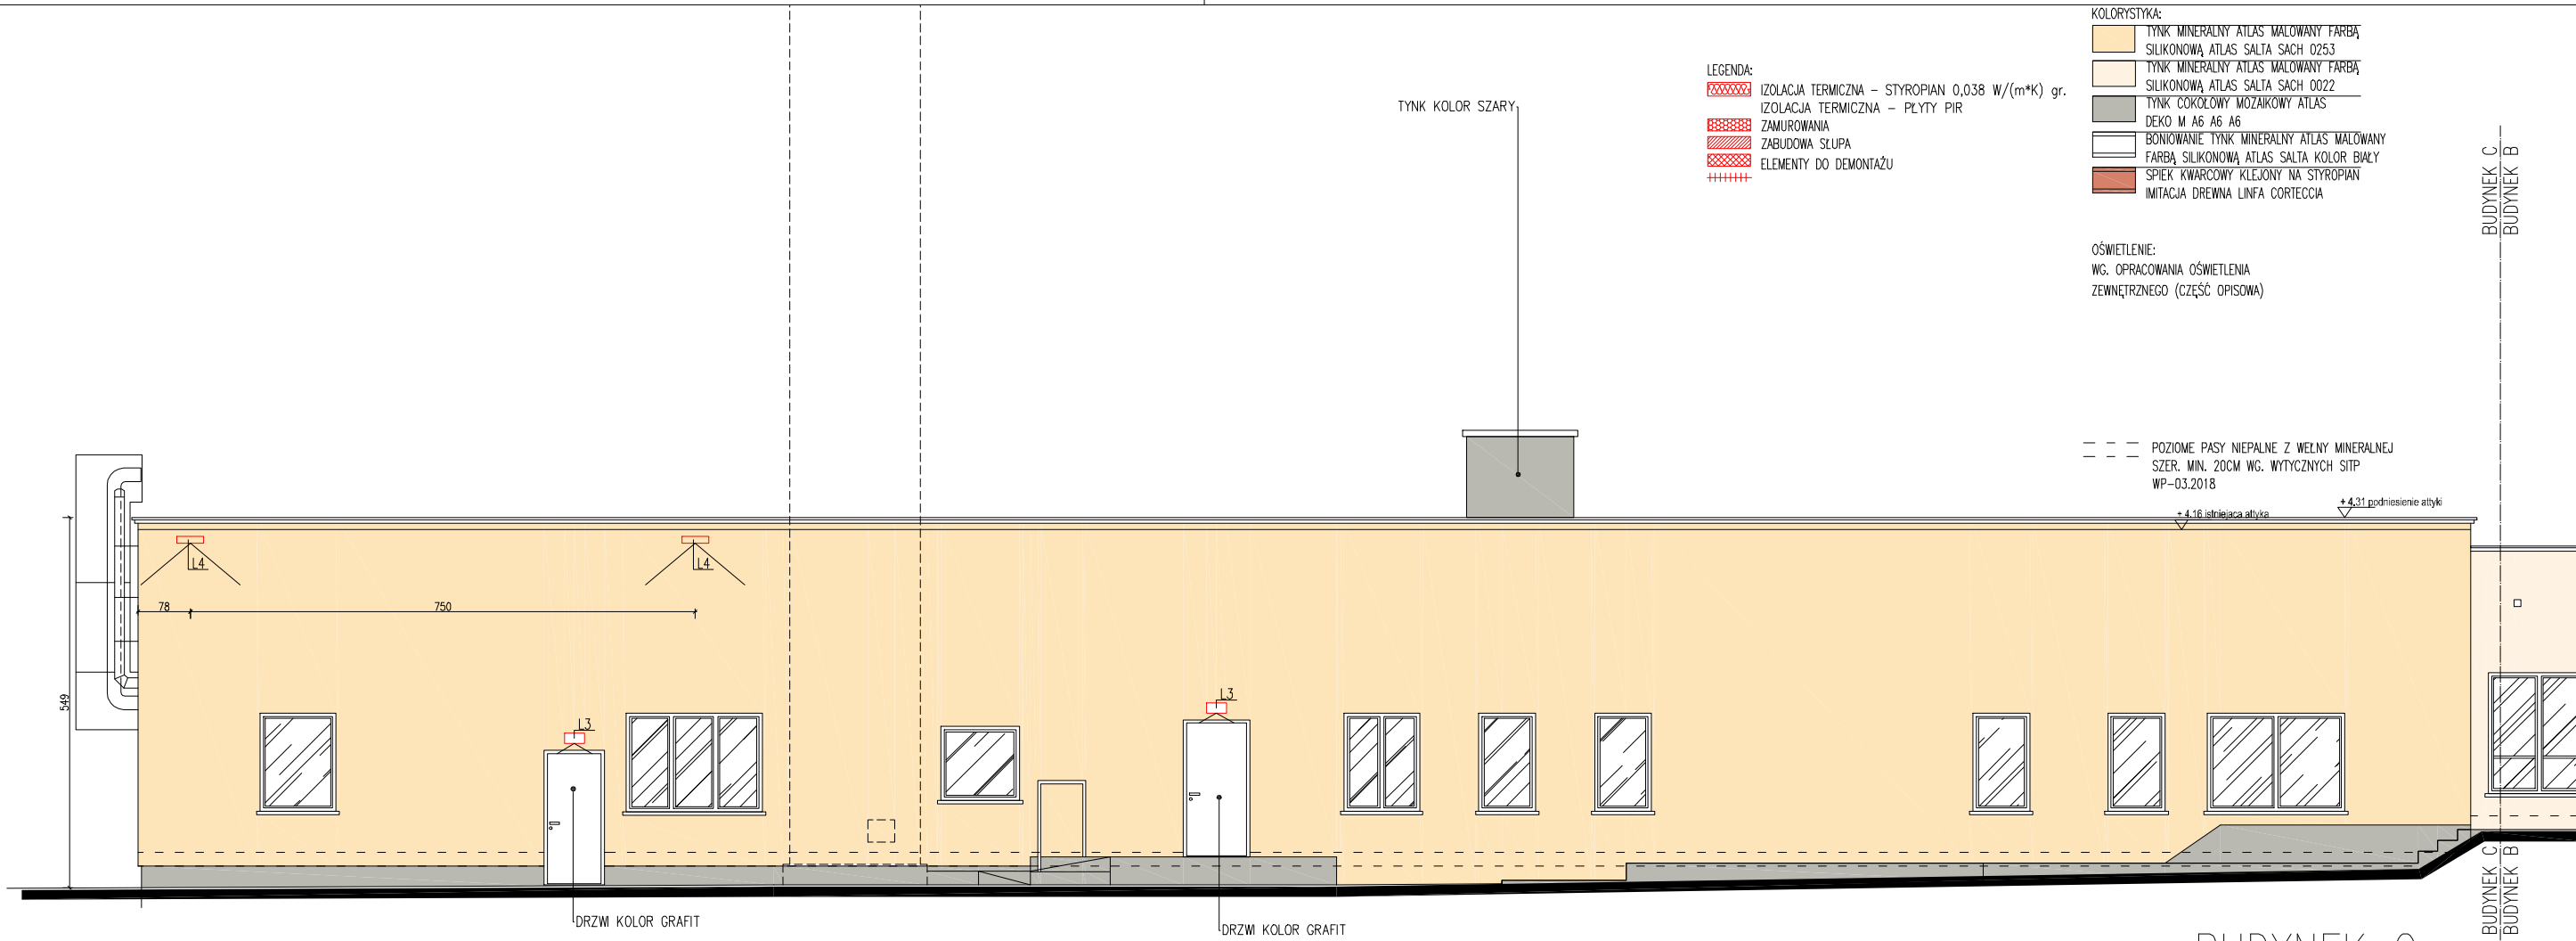 KOLORYSTYKA:
TYNK MINERALNY ATLAS MALOWANY FARBĄ
SILIKONOWĄ ATLAS SALTA SACH 0253
TYNK MINERALNY ATLAS MALOWANY FARBĄ
SILIKONOWĄ ATLAS SALTA SACH 0022
TYNK COKOŁOWY MOZAIKOWY ATLAS
DEKO M A6 A6 A6
BONIOWANIE TYNK MINERALNY ATLAS MALOWANY
FARBĄ SILIKONOWĄ ATLAS SALTA KOLOR BIAŁY
SPIEK KWARCOWY KLEJONY NA STYROPIAN
IMITACJA DREWNA LINFA CORTECCIA
LEGENDA:
IZOLACJA TERMICZNA – STYROPIAN 0,038 W/(m*K) gr.
IZOLACJA TERMICZNA – PŁYTY PIR
ZAMUROWANIA
ZABUDOWA SŁUPA
ELEMENTY DO DEMONTAŻU
TYNK KOLOR SZARY
BUDYNEK C
BUDYNEK B
OŚWIETLENIE:
WG. OPRACOWANIA OŚWIETLENIA
ZEWNĘTRZNEGO (CZĘŚĆ OPISOWA)
POZIOME PASY NIEPALNE Z WEŁNY MINERALNEJ
SZER. MIN. 20CM WG. WYTYCZNYCH SITP
WP–03.2018
+ 4.31 podniesienie attyki
+ 4.16 istniejaca attyka
L4
L4
78
750
549
L3
L3
DRZWI KOLOR GRAFIT
DRZWI KOLOR GRAFIT
BUDYNEK C
BUDYNEK B